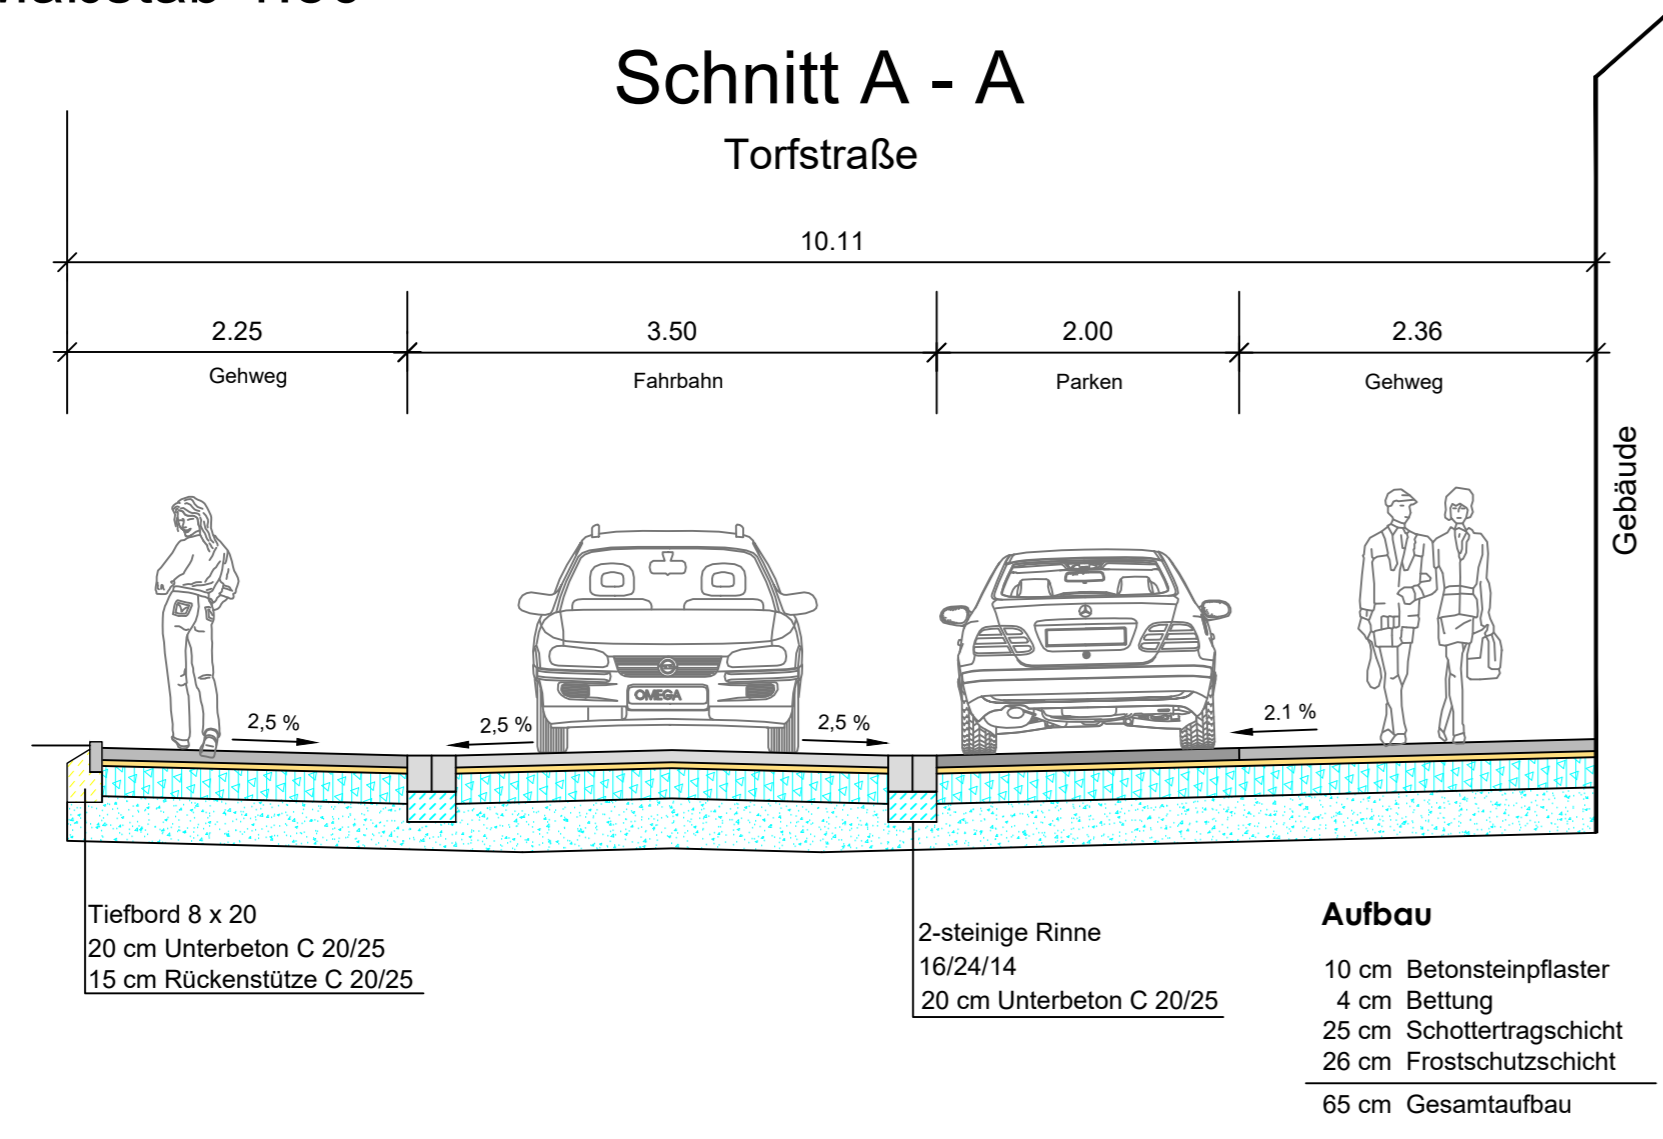 Schnitt A - A
Torfstraße
10.11
2.25
3.50
2.00
2.36
Gehweg
Fahrbahn
Parken
Gehweg
Gebäude
OMEGA
2,5 %
2,5 %
2,5 %
2.1 %
Tiefbord 8 x 20
20 cm Unterbeton C 20/25
15 cm Rückenstütze C 20/25
2-steinige Rinne
16/24/14
20 cm Unterbeton C 20/25
Aufbau
10 cm Betonsteinpflaster
4 cm Bettung
25 cm Schottertragschicht
26 cm Frostschutzschicht
65 cm Gesamtaufbau